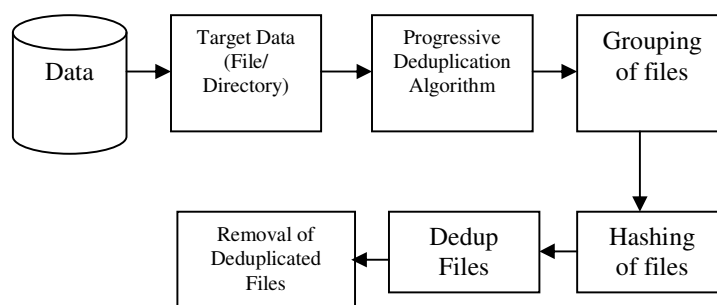 Data
Target Data
(File/
Directory)
Progressive
Deduplication
Algorithm
Grouping
of files
Hashing
of files
Dedup
Files
Removal of
Deduplicated
Files